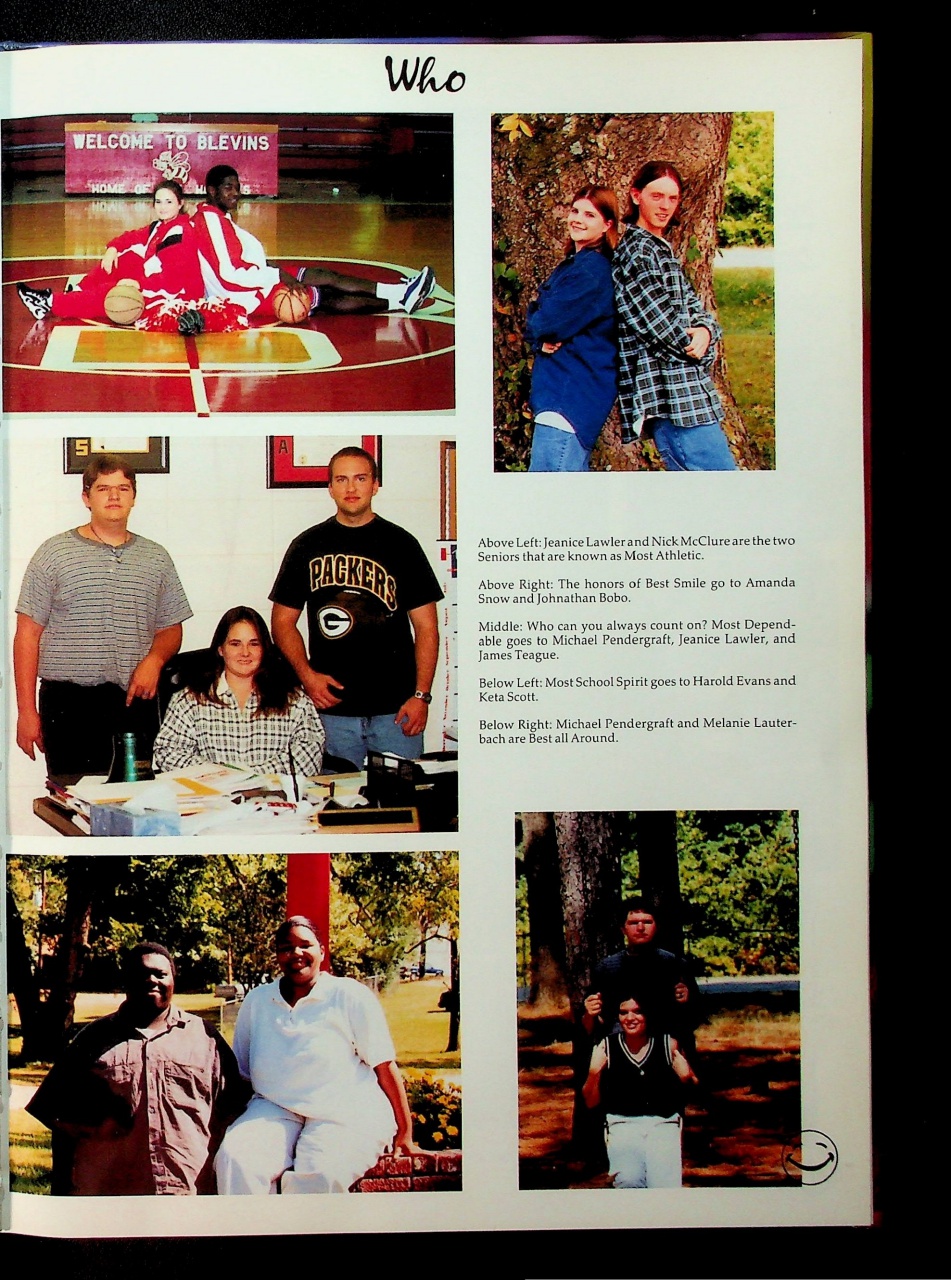 Who
WELCOME TO BLEVINS
HOME OF
S
A
PACKERS
G
Above Left: Jeanice Lawler and Nick McClure are the two
Seniors that are known as Most Athletic.
Above Right: The honors of Best Smile go to Amanda
Snow and Johnathan Bobo.
Middle: Who can you always count on? Most Depend-
able goes to Michael Pendergraft, Jeanice Lawler, and
James Teague.
Below Left: Most School Spirit goes to Harold Evans and
Keta Scott.
Below Right: Michael Pendergraft and Melanie Lauter-
bach are Best all Around.